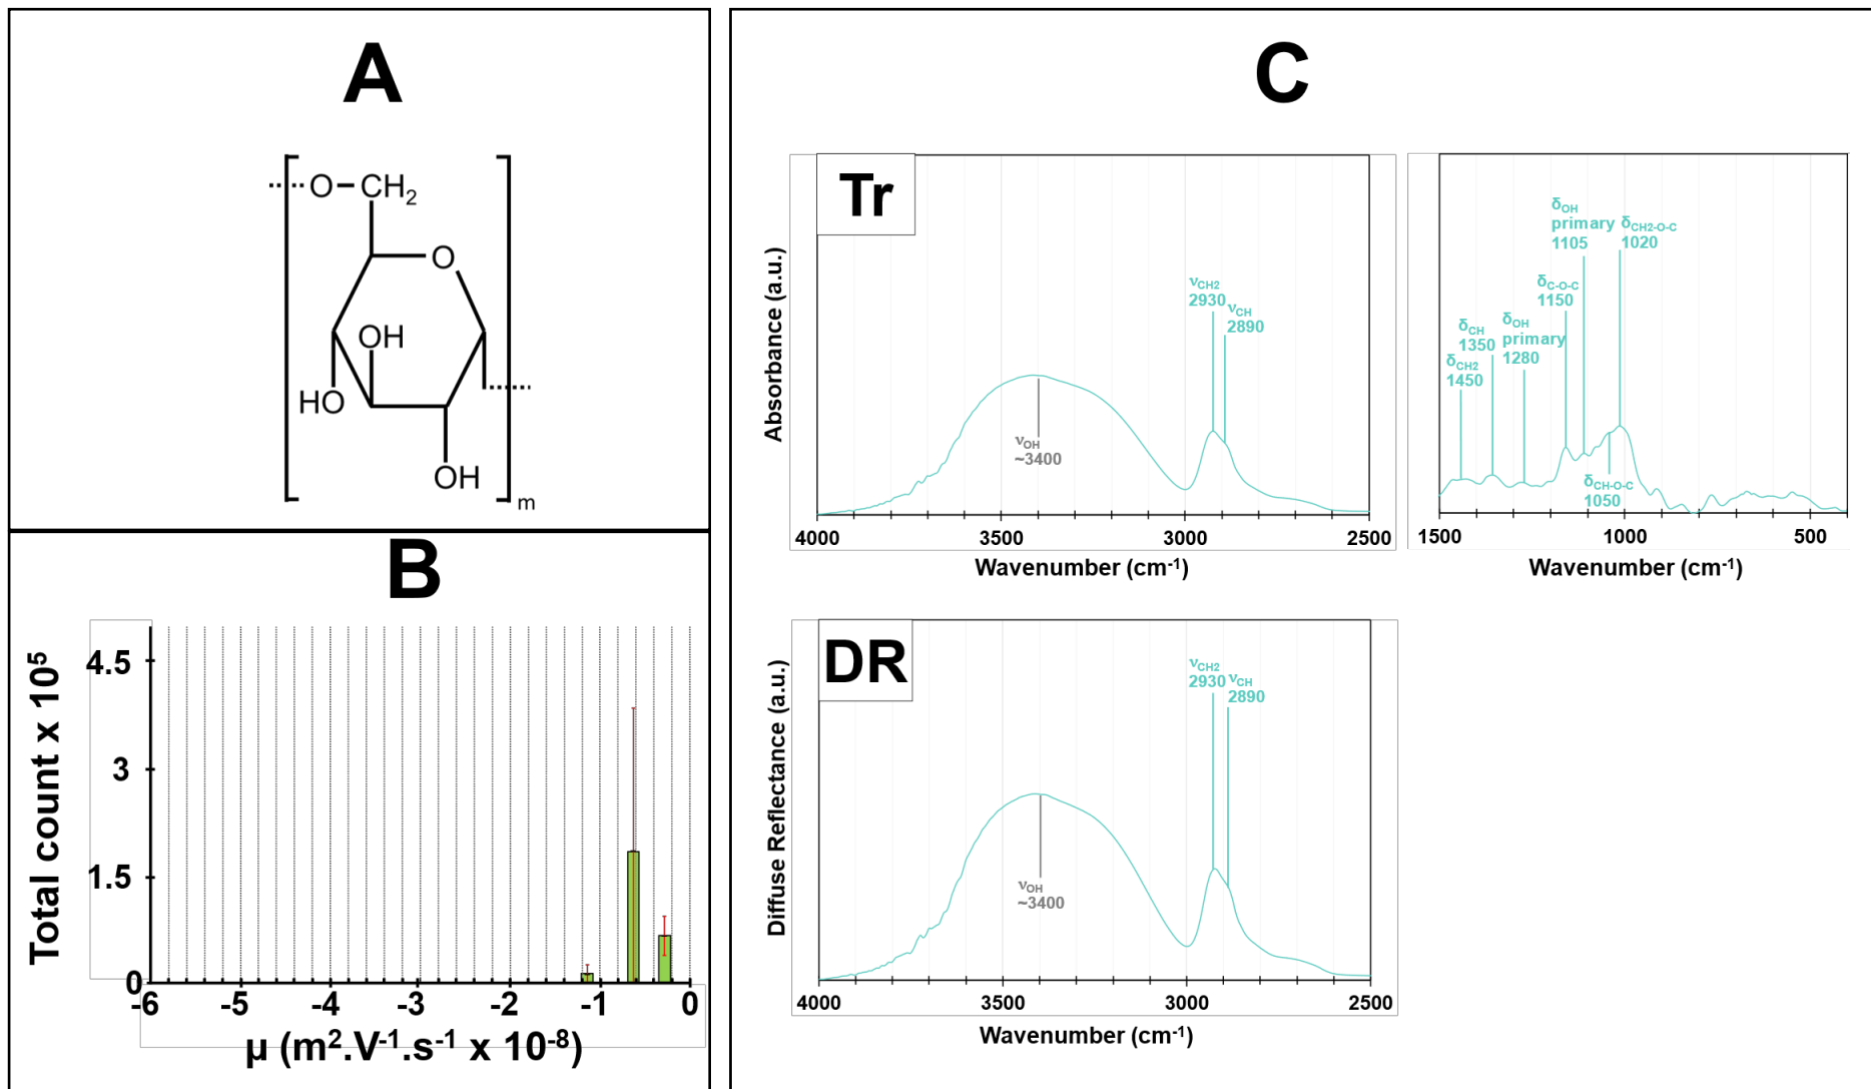 A
O
CH₂
O
OH
HO
OH
m
B
Total count x 10⁵
4.5
3
1.5
0
-6 -5 -4 -3 -2 -1 0
µ (m².V⁻¹.s⁻¹ x 10⁻⁸)
C
Tr
Absorbance (a.u.)
νCH2
2930
νCH
2890
νOH
~3400
4000 3500 3000 2500
Wavenumber (cm⁻¹)
δOH
primary
1105
δCH2-O-C
1020
δC-O-C
1150
δOH
primary
1280
δCH
1350
δCH2
1450
δCH-O-C
1050
1500 1000 500
Wavenumber (cm⁻¹)
DR
Diffuse Reflectance (a.u.)
νCH2
2930
νCH
2890
νOH
~3400
4000 3500 3000 2500
Wavenumber (cm⁻¹)